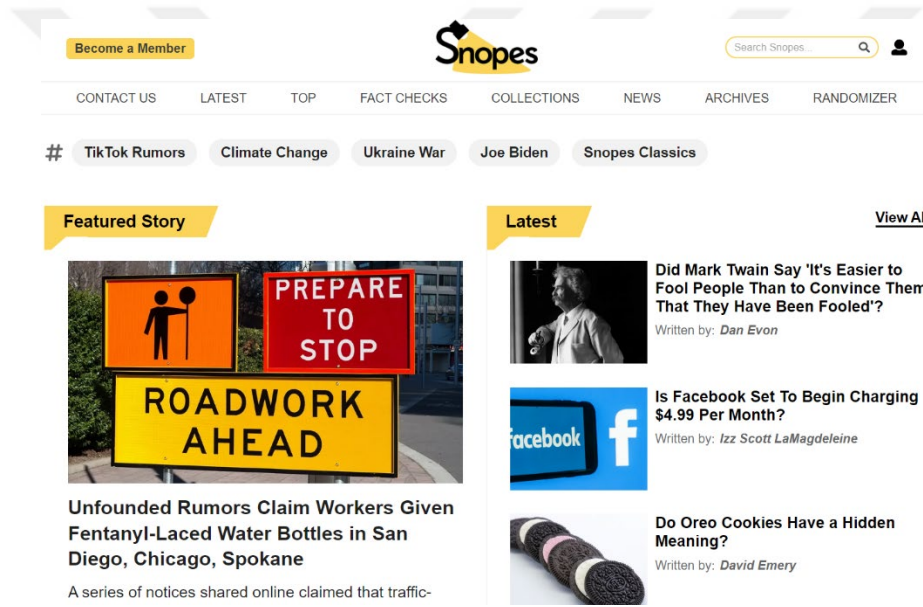 Become a Member
Snopes
Search Snopes...
CONTACT US LATEST TOP FACT CHECKS COLLECTIONS NEWS ARCHIVES RANDOMIZER
# TikTok Rumors Climate Change Ukraine War Joe Biden Snopes Classics
Featured Story
PREPARE
TO
STOP
ROADWORK
AHEAD
Unfounded Rumors Claim Workers Given
Fentanyl-Laced Water Bottles in San
Diego, Chicago, Spokane
A series of notices shared online claimed that traffic-
Latest
View Al
Did Mark Twain Say 'It's Easier to
Fool People Than to Convince Them
That They Have Been Fooled'?
Written by: Dan Evon
facebook
f
Is Facebook Set To Begin Charging
$4.99 Per Month?
Written by: Izz Scott LaMagdeleine
Do Oreo Cookies Have a Hidden
Meaning?
Written by: David Emery